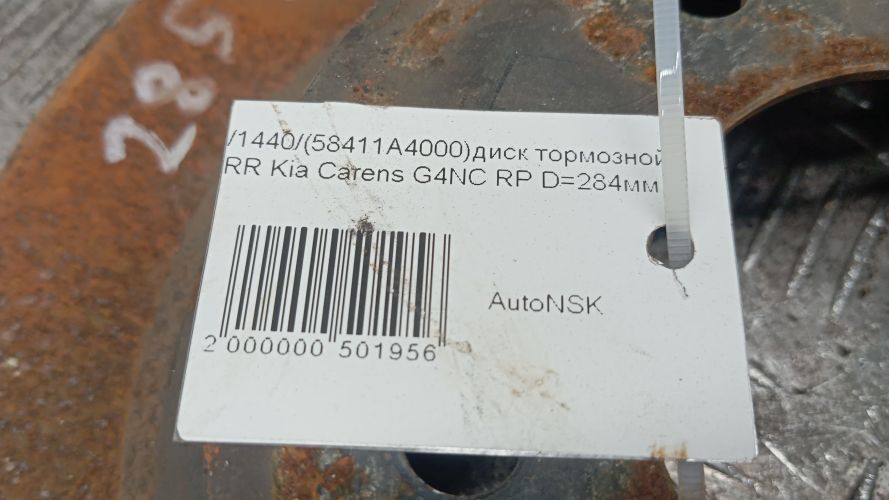 285
/1440/(58411A4000)диск тормозной
RR Kia Carens G4NC RP D=284мм
AutoNSK
2 000000 501956